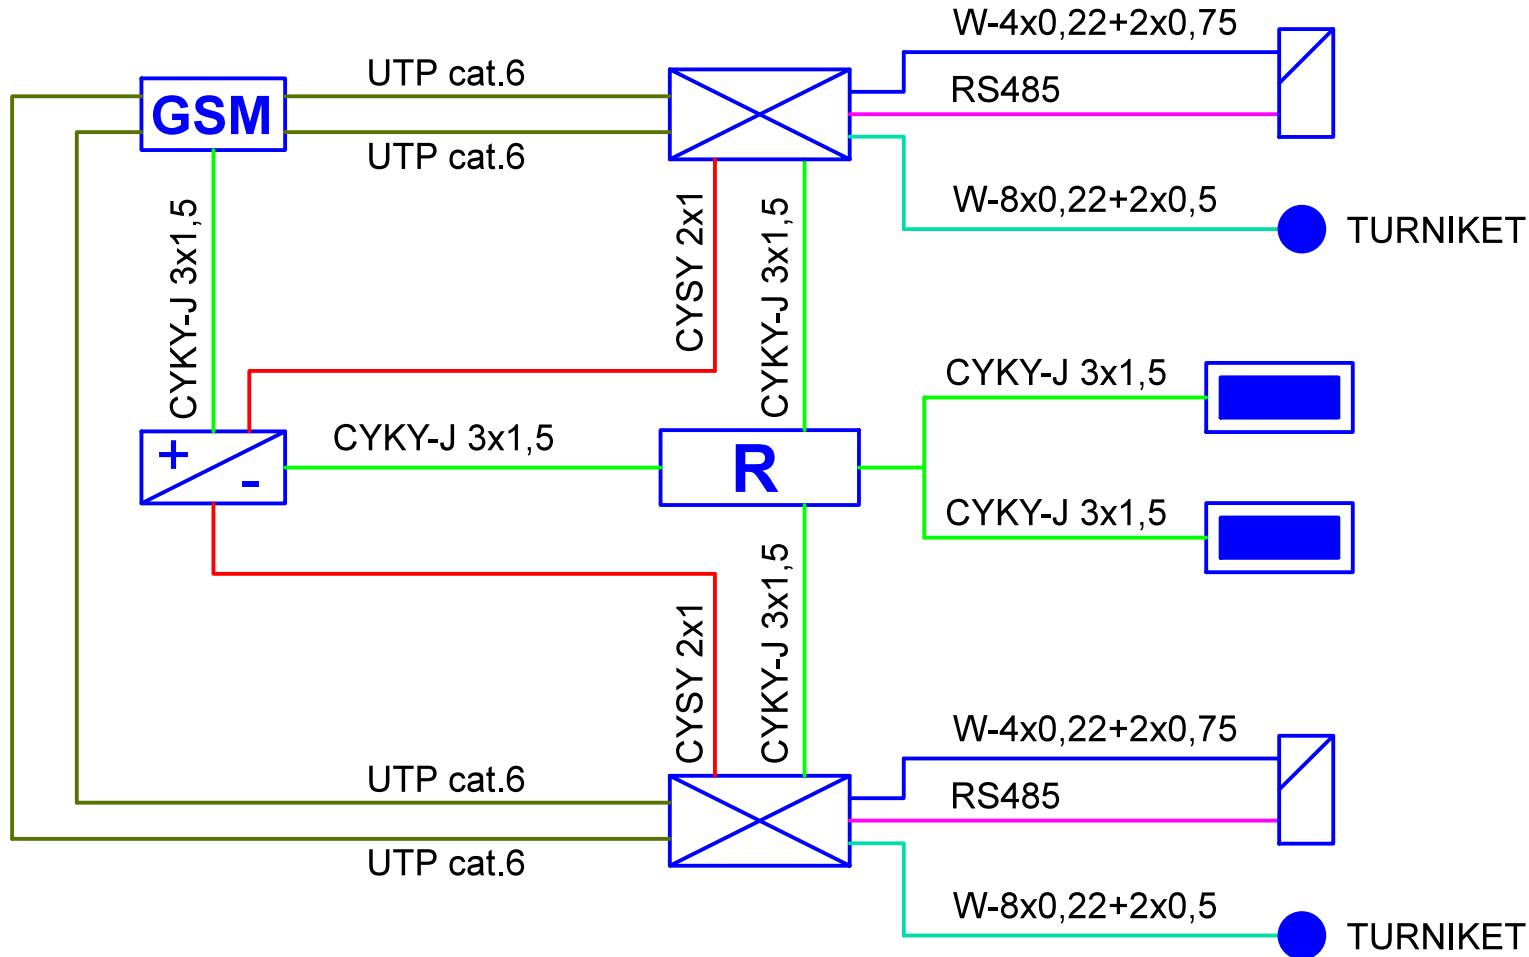 W-4x0,22+2x0,75
UTP cat.6
RS485
GSM
UTP cat.6
W-8x0,22+2x0,5
TURNIKET
CYKY-J 3x1,5
CYSY 2x1
CYKY-J 3x1,5
CYKY-J 3x1,5
CYKY-J 3x1,5
+
-
R
CYKY-J 3x1,5
CYSY 2x1
CYKY-J 3x1,5
W-4x0,22+2x0,75
UTP cat.6
RS485
UTP cat.6
W-8x0,22+2x0,5
TURNIKET